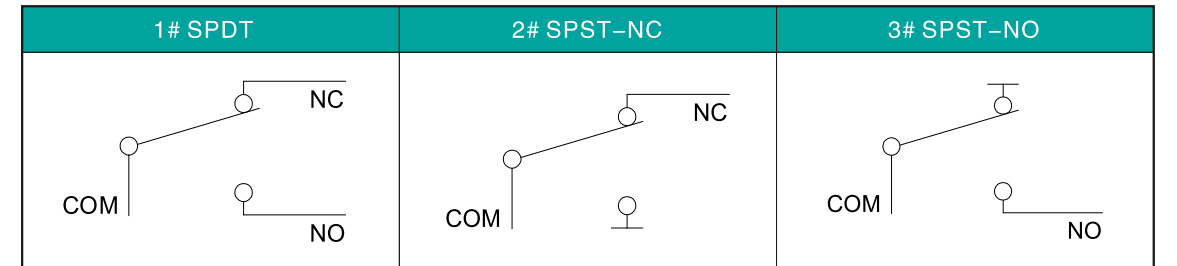 1# SPDT
2# SPST–NC
3# SPST–NO
NC
COM
NO
NC
COM
COM
NO